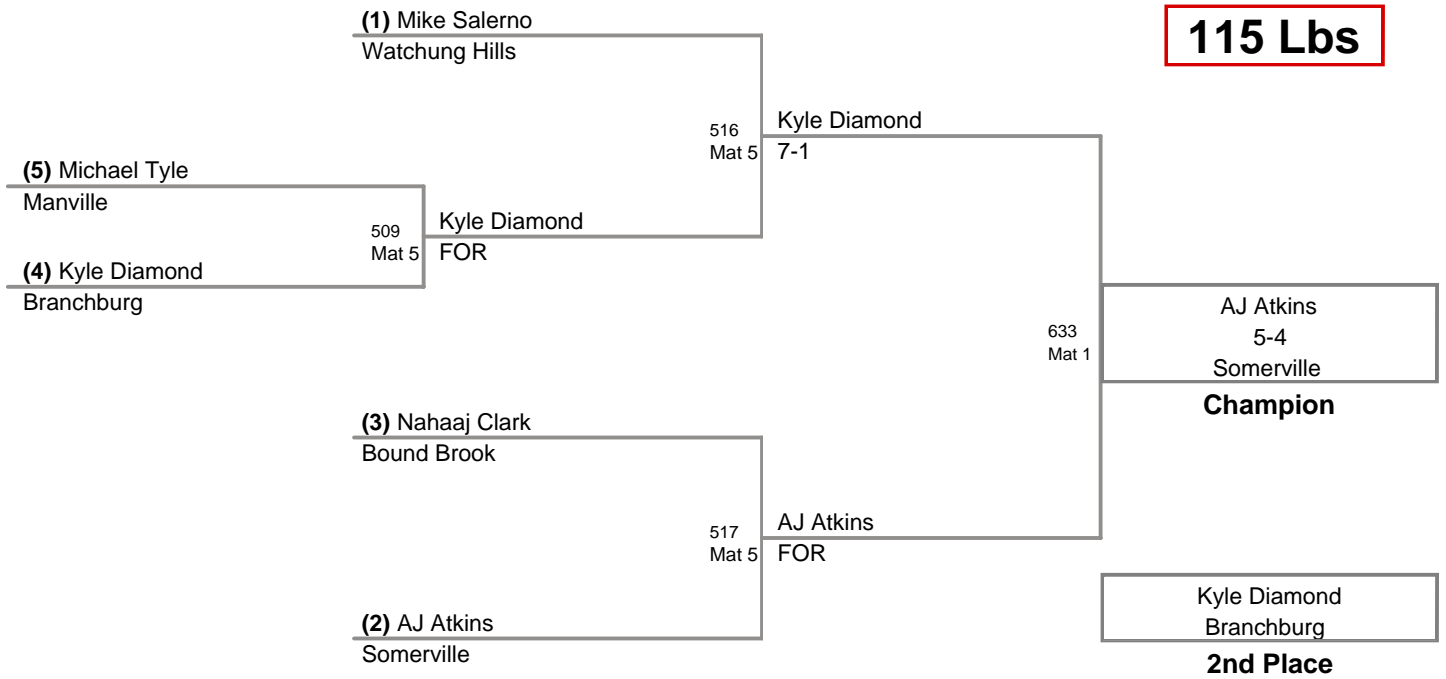 (1) Mike Salerno
Watchung Hills
115 Lbs
516
Mat 5
Kyle Diamond
7-1
(5) Michael Tyle
Manville
509
Mat 5
Kyle Diamond
FOR
(4) Kyle Diamond
Branchburg
633
Mat 1
AJ Atkins
5-4
Somerville
Champion
(3) Nahaaj Clark
Bound Brook
517
Mat 5
AJ Atkins
FOR
(2) AJ Atkins
Somerville
Kyle Diamond
Branchburg
2nd Place